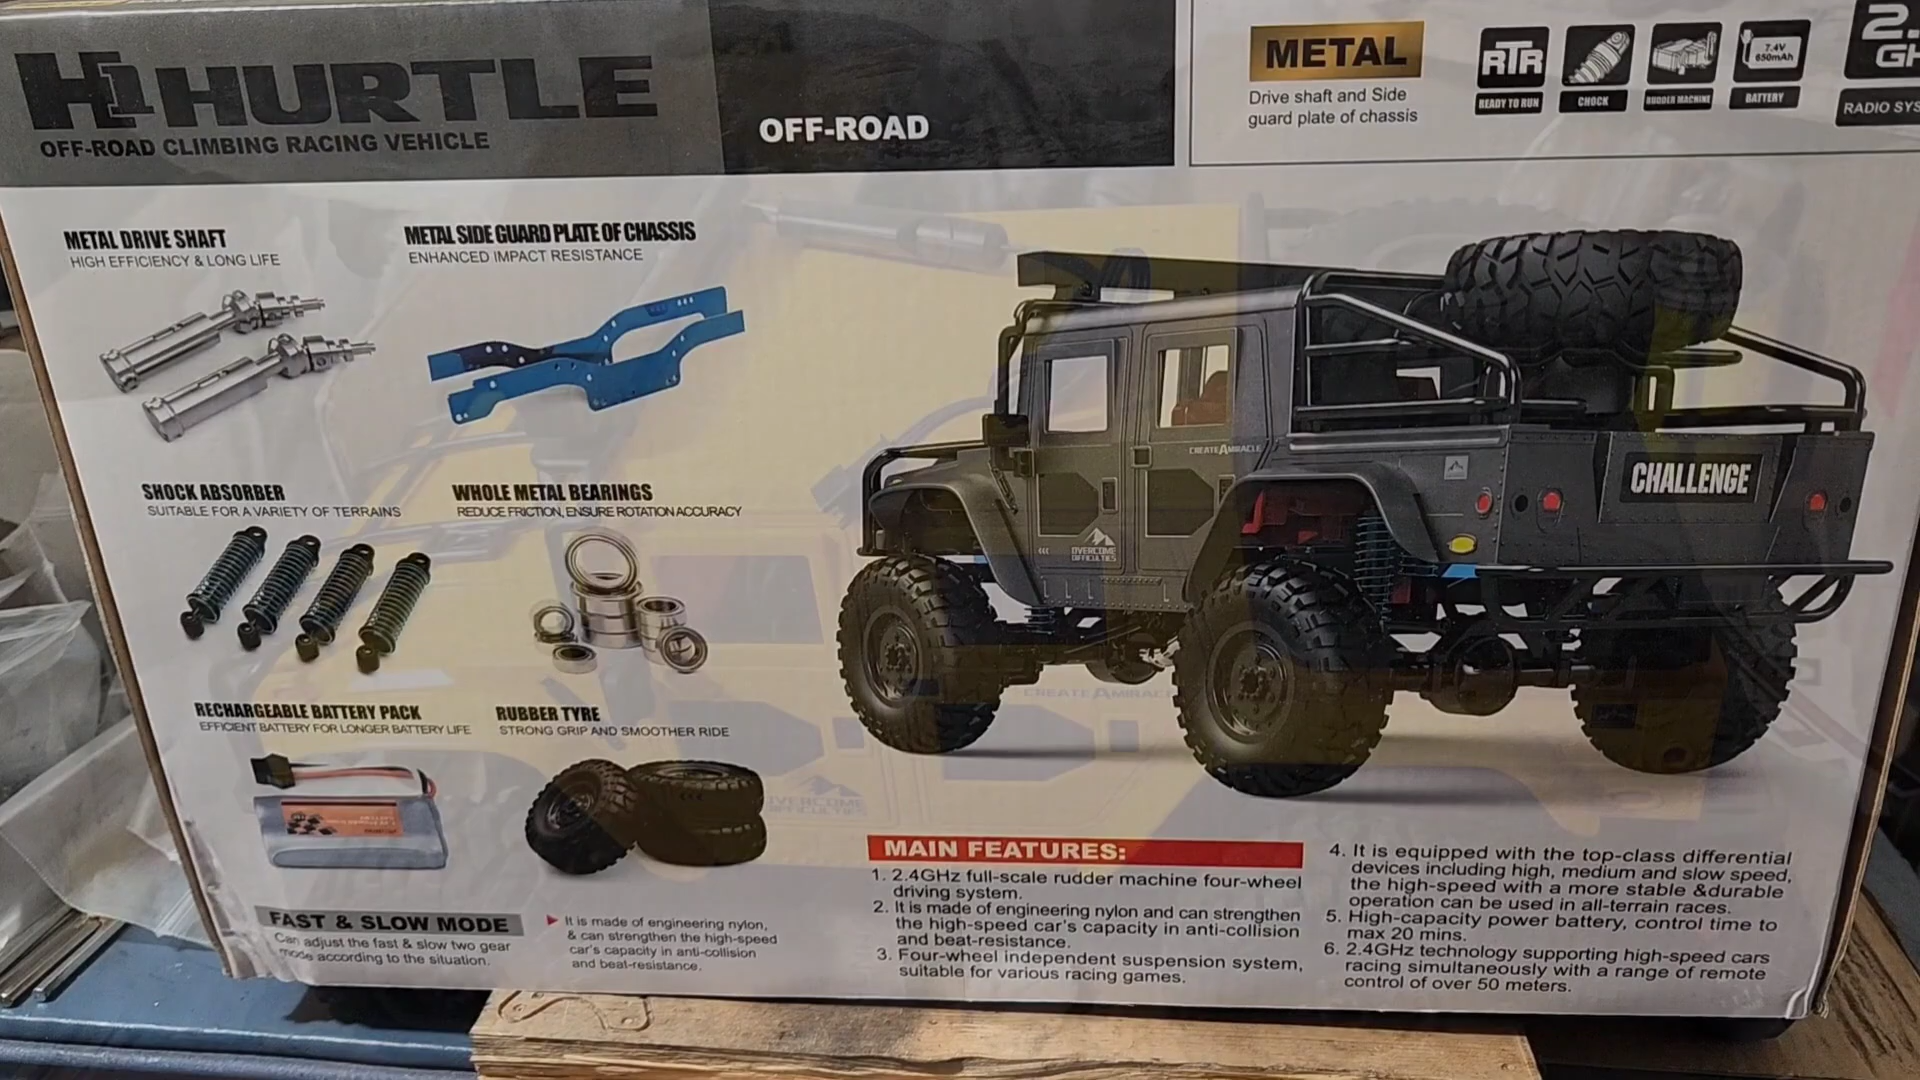 H1 HURTLE
OFF-ROAD CLIMBING RACING VEHICLE
OFF-ROAD
METAL
Drive shaft and Side
guard plate of chassis
RTR
READY TO RUN
CHOCK
RUDDER MACHINE
7.4V
650mAh
BATTERY
2.
GH
RADIO SYS
METAL DRIVE SHAFT
HIGH EFFICIENCY & LONG LIFE
METAL SIDE GUARD PLATE OF CHASSIS
ENHANCED IMPACT RESISTANCE
SHOCK ABSORBER
SUITABLE FOR A VARIETY OF TERRAINS
WHOLE METAL BEARINGS
REDUCE FRICTION, ENSURE ROTATION ACCURACY
RECHARGEABLE BATTERY PACK
EFFICIENT BATTERY FOR LONGER BATTERY LIFE
RUBBER TYRE
STRONG GRIP AND SMOOTHER RIDE
CREATE A MIRACLE
OVERCOME
DIFFICULTIES
CHALLENGE
CREATE A MIRACL
OVERCOME
DIFFICULTIES
FAST & SLOW MODE
Can adjust the fast & slow two gear
mode according to the situation.
It is made of engineering nylon,
& can strengthen the high-speed
car's capacity in anti-collision
and beat-resistance.
MAIN FEATURES:
1. 2.4GHz full-scale rudder machine four-wheel
driving system.
2. It is made of engineering nylon and can strengthen
the high-speed car's capacity in anti-collision
and beat-resistance.
3. Four-wheel independent suspension system,
suitable for various racing games.
4. It is equipped with the top-class differential
devices including high, medium and slow speed,
the high-speed with a more stable &durable
operation can be used in all-terrain races.
5. High-capacity power battery, control time to
max 20 mins.
6. 2.4GHz technology supporting high-speed cars
racing simultaneously with a range of remote
control of over 50 meters.